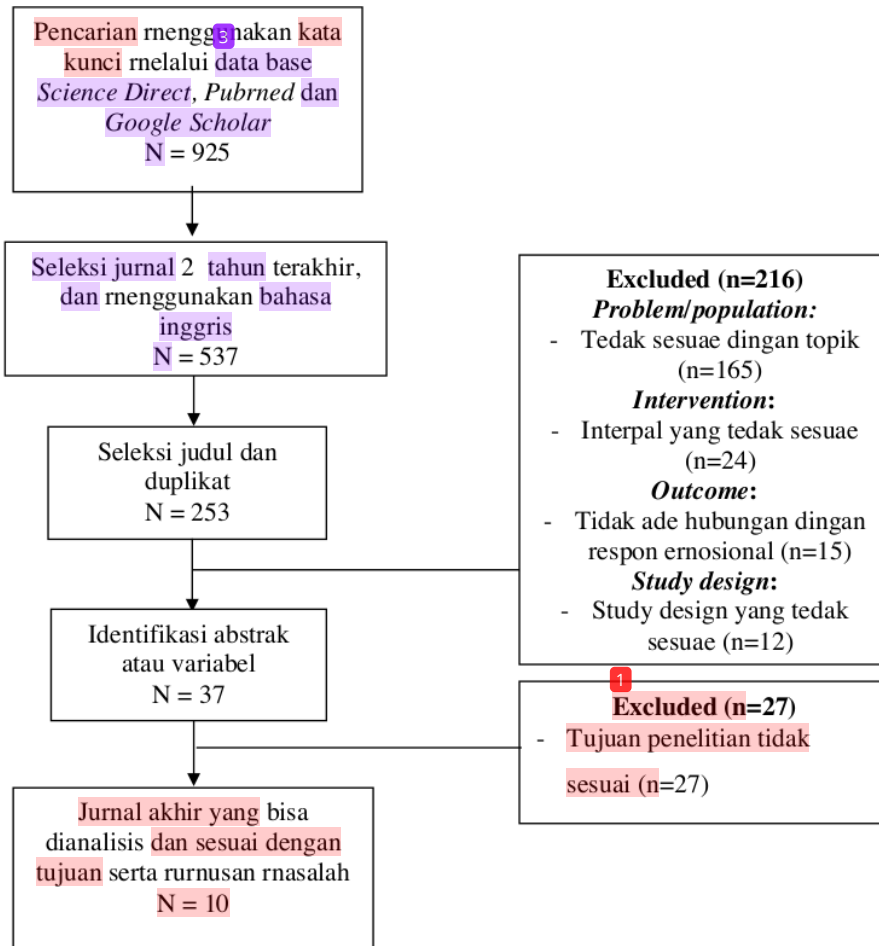 Pencarian rnenggunakan kata
kunci rnelalui data base
Science Direct, Pubrned dan
Google Scholar
N = 925
3
Seleksi jurnal 2 tahun terakhir,
dan rnenggunakan bahasa
inggris
N = 537
Seleksi judul dan
duplikat
N = 253
Excluded (n=216)
Problem/population:
- Tedak sesuae dingan topik
(n=165)
Intervention:
- Interpal yang tedak sesuae
(n=24)
Outcome:
- Tidak ade hubungan dingan
respon ernosional (n=15)
Study design:
- Study design yang tedak
sesuae (n=12)
Identifikasi abstrak
atau variabel
N = 37
1
Excluded (n=27)
- Tujuan penelitian tidak
sesuai (n=27)
Jurnal akhir yang bisa
dianalisis dan sesuai dengan
tujuan serta rurnusan rnasalah
N = 10